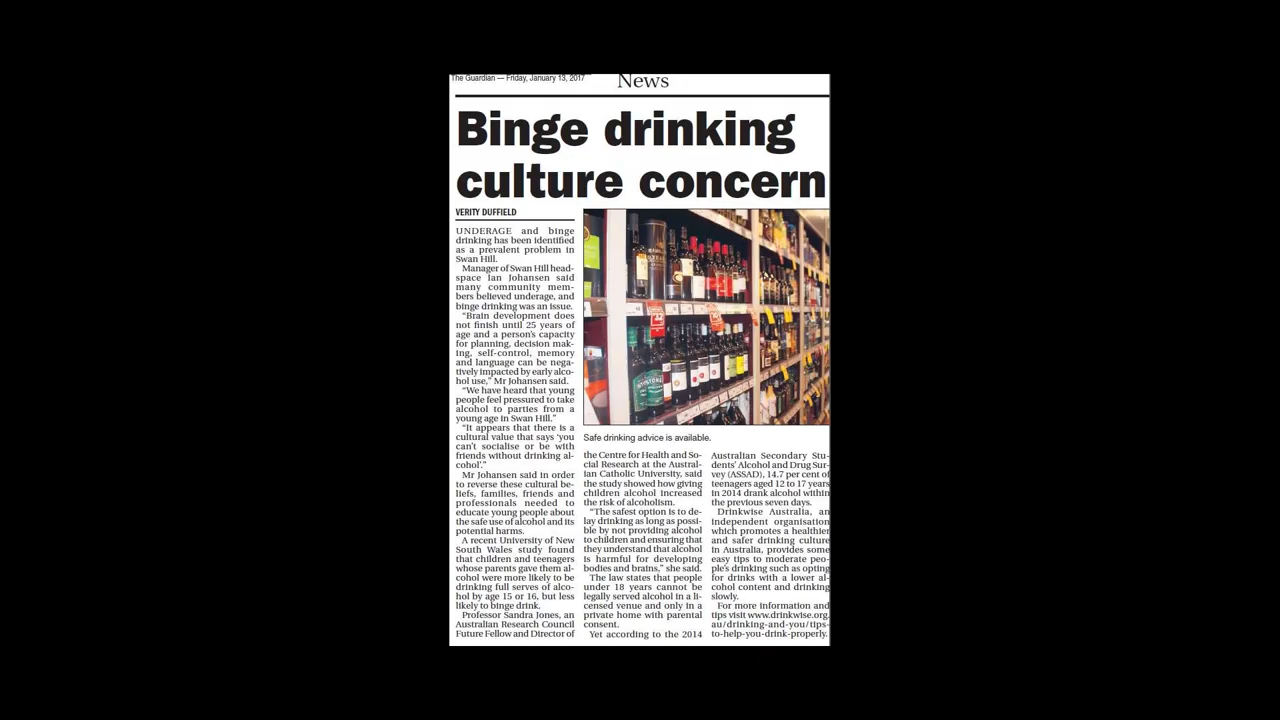 The Guardian — Friday, January 13, 2017
News
Binge drinking
culture concern
VERITY DUFFIELD
UNDERAGE and binge
drinking has been identified
as a prevalent problem in
Swan Hill.
Manager of Swan Hill head-
space Ian Johansen said
many community mem-
bers believed underage, and
binge drinking was an issue.
“Brain development does
not finish until 25 years of
age and a person's capacity
for planning, decision mak-
ing, self-control, memory
and language can be nega-
tively impacted by early alco-
hol use,” Mr Johansen said.
“We have heard that young
people feel pressured to take
alcohol to parties from a
young age in Swan Hill.”
“It appears that there is a
cultural value that says ‘you
can't socialise or be with
friends without drinking al-
cohol’.”
Mr Johansen said in order
to reverse these cultural be-
liefs, families, friends and
professionals needed to
educate young people about
the safe use of alcohol and its
potential harms.
A recent University of New
South Wales study found
that children and teenagers
whose parents gave them al-
cohol were more likely to be
drinking full serves of alco-
hol by age 15 or 16, but less
likely to binge drink.
Professor Sandra Jones, an
Australian Research Council
Future Fellow and Director of
Safe drinking advice is available.
the Centre for Health and So-
cial Research at the Austral-
ian Catholic University, said
the study showed how giving
children alcohol increased
the risk of alcoholism.
“The safest option is to de-
lay drinking as long as possi-
ble by not providing alcohol
to children and ensuring that
they understand that alcohol
is harmful for developing
bodies and brains,” she said.
The law states that people
under 18 years cannot be
legally served alcohol in a li-
censed venue and only in a
private home with parental
consent.
Yet according to the 2014
Australian Secondary Stu-
dents' Alcohol and Drug Sur-
vey (ASSAD), 14.7 per cent of
teenagers aged 12 to 17 years
in 2014 drank alcohol within
the previous seven days.
Drinkwise Australia, an
independent organisation
which promotes a healthier
and safer drinking culture
in Australia, provides some
easy tips to moderate peo-
ple's drinking such as opting
for drinks with a lower al-
cohol content and drinking
slowly.
For more information and
tips visit www.drinkwise.org.
au/drinking-and-you/tips-
to-help-you-drink-properly.